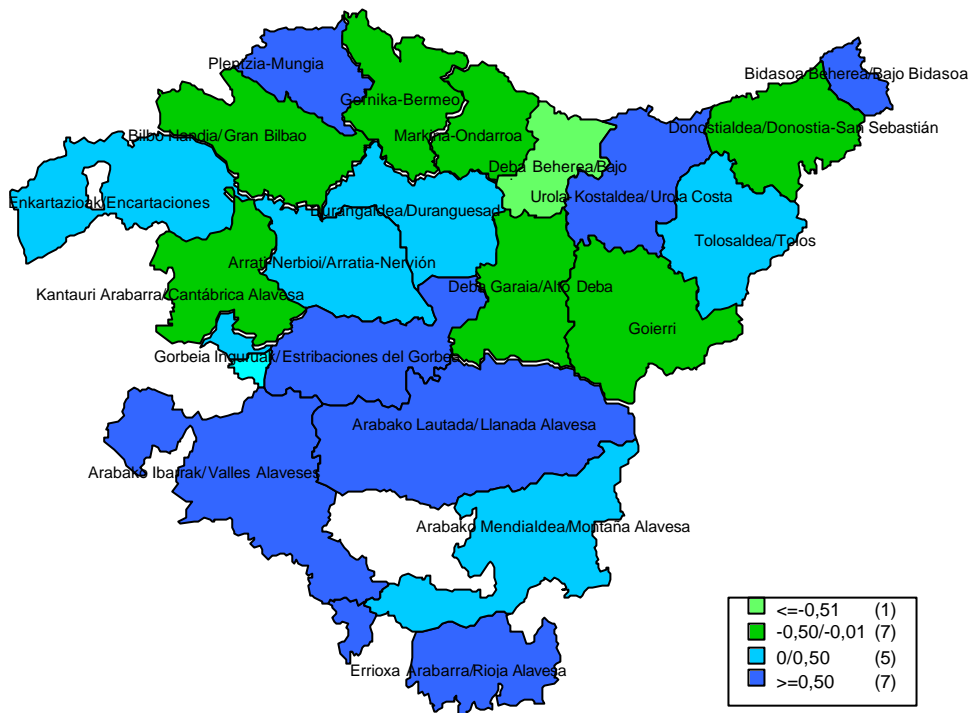 Plentzia-Mungia
Bidasoa Beherea/Bajo Bidasoa
Gernika-Bermeo
Bilbo Handia/Gran Bilbao
Markina-Ondarroa
Donostialdea/Donostia-San Sebastián
Deba Beherea/Bajo
Enkartazioak/Encartaciones
Urola-Kostaldea/Urola Costa
Durangaldea/Duranguesad
Tolosaldea/Tolos
Arrati-Nerbioi/Arratia-Nervión
Deba Garaia/Alto Deba
Kantauri Arabarra/Cantábrica Alavesa
Goierri
Gorbeia Inguruak/Estribaciones del Gorbea
Arabako Lautada/Llanada Alavesa
Arabako Ibarrak/Valles Alaveses
Arabako Mendialdea/Montana Alavesa
Errioxa Arabarra/Rioja Alavesa
<=-0,51 (1)
-0,50/-0,01 (7)
0/0,50 (5)
>=0,50 (7)